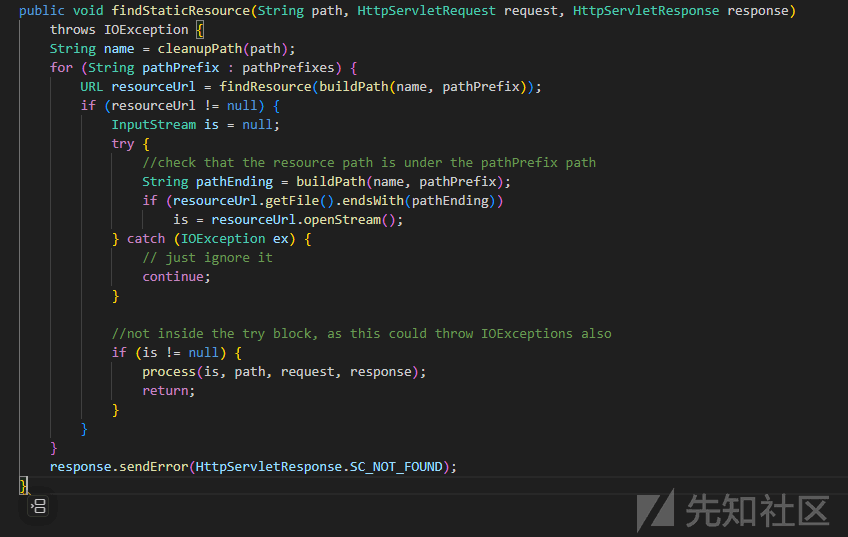 public void findStaticResource(String path, HttpServletRequest request, HttpServletResponse response)
throws IOException {
String name = cleanupPath(path);
for (String pathPrefix : pathPrefixes) {
URL resourceUrl = findResource(buildPath(name, pathPrefix));
if (resourceUrl != null) {
InputStream is = null;
try {
//check that the resource path is under the pathPrefix path
String pathEnding = buildPath(name, pathPrefix);
if (resourceUrl.getFile().endsWith(pathEnding))
is = resourceUrl.openStream();
} catch (IOException ex) {
// just ignore it
continue;
}
//not inside the try block, as this could throw IOExceptions also
if (is != null) {
process(is, path, request, response);
return;
}
}
}
response.sendError(HttpServletResponse.SC_NOT_FOUND);
}
先知社区